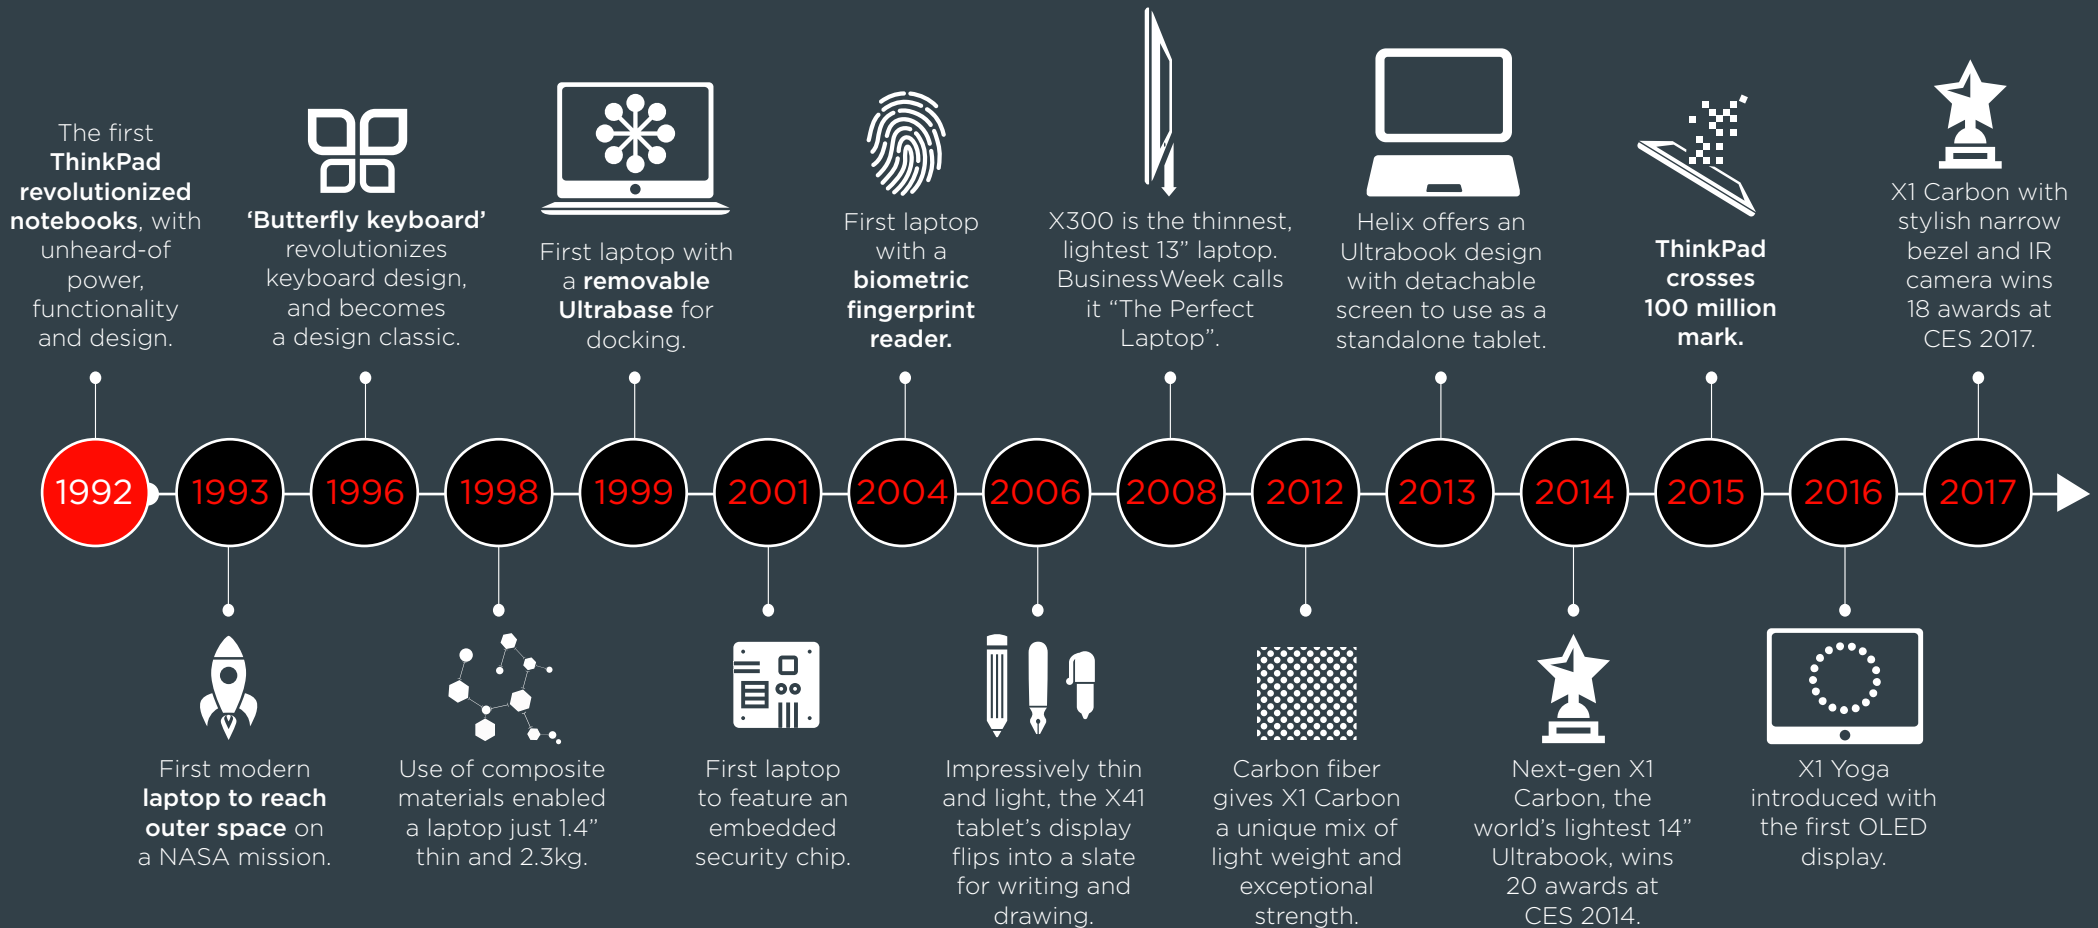 The first
ThinkPad
revolutionized
notebooks, with
unheard-of
power,
functionality
and design.
‘Butterfly keyboard’
revolutionizes
keyboard design,
and becomes
a design classic.
First laptop with
a removable
Ultrabase for
docking.
First laptop
with a
biometric
fingerprint
reader.
X300 is the thinnest,
lightest 13” laptop.
BusinessWeek calls
it “The Perfect
Laptop”.
Helix offers an
Ultrabook design
with detachable
screen to use as a
standalone tablet.
ThinkPad
crosses
100 million
mark.
X1 Carbon with
stylish narrow
bezel and IR
camera wins
18 awards at
CES 2017.
1992
1993
1996
1998
1999
2001
2004
2006
2008
2012
2013
2014
2015
2016
2017
First modern
laptop to reach
outer space on
a NASA mission.
Use of composite
materials enabled
a laptop just 1.4”
thin and 2.3kg.
First laptop
to feature an
embedded
security chip.
Impressively thin
and light, the X41
tablet’s display
flips into a slate
for writing and
drawing.
Carbon fiber
gives X1 Carbon
a unique mix of
light weight and
exceptional
strength.
Next-gen X1
Carbon, the
world’s lightest 14”
Ultrabook, wins
20 awards at
CES 2014.
X1 Yoga
introduced with
the first OLED
display.